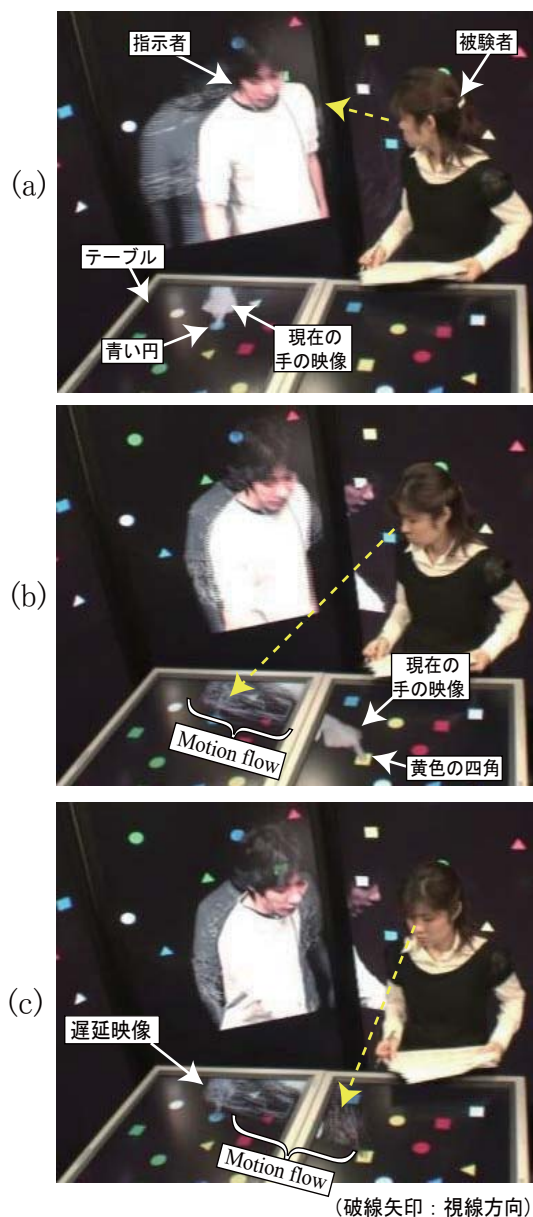 指示者
被験者
(a)
テーブル
青い円
現在の
手の映像
(b)
現在の
手の映像
Motion flow
黄色の四角
(c)
遅延映像
Motion flow
(破線矢印：視線方向)